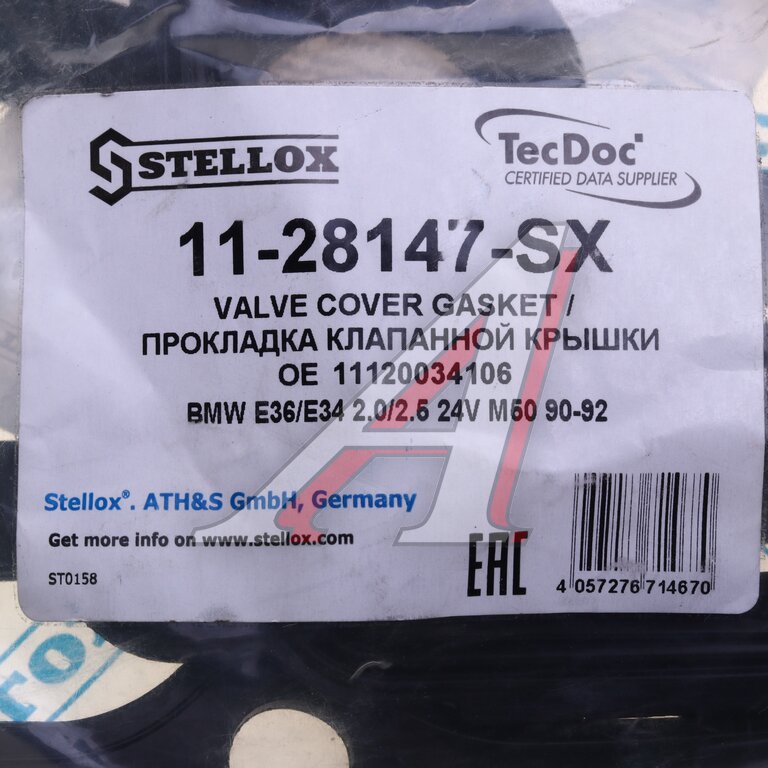 STELLOX
TecDoc
CERTIFIED DATA SUPPLIER
11-28147-SX
VALVE COVER GASKET /
ПРОКЛАДКА КЛАПАННОЙ КРЫШКИ
OE 11120034106
BMW E36/E34 2.0/2.5 24V M50 90-92
Stellox®. ATH&S GmbH, Germany
Get more info on www.stellox.com
ST0158
EAC
4 057276 714670